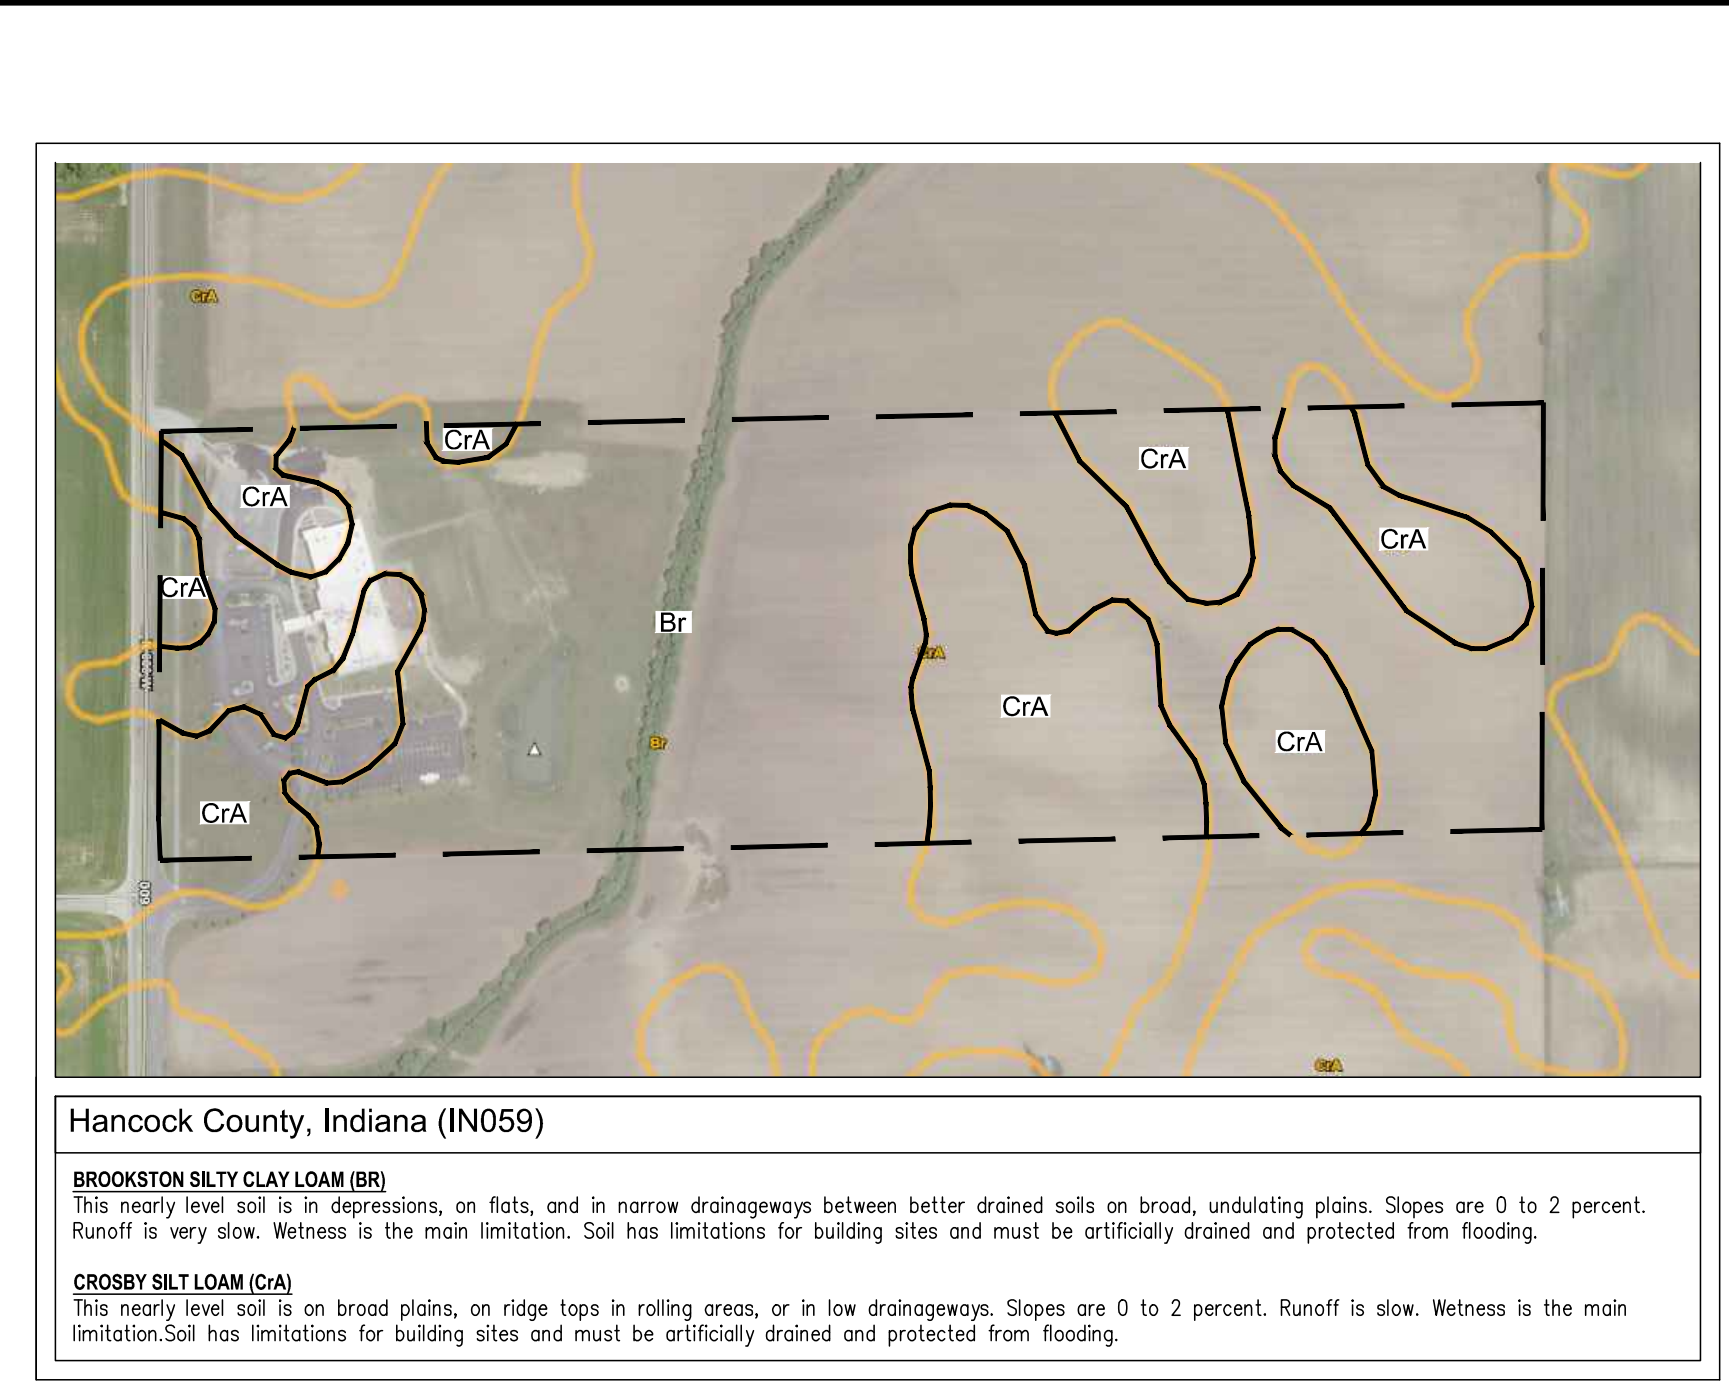 CrA
CrA
CrA
CrA
CrA
CrA
CrA
Br
CrA
CrA
CrA
Br
CrA
CrA
600
CrA
Hancock County, Indiana (IN059)
BROOKSTON SILTY CLAY LOAM (BR)
This nearly level soil is in depressions, on flats, and in narrow drainageways between better drained soils on broad, undulating plains. Slopes are 0 to 2 percent.
Runoff is very slow. Wetness is the main limitation. Soil has limitations for building sites and must be artificially drained and protected from flooding.
CROSBY SILT LOAM (CrA)
This nearly level soil is on broad plains, on ridge tops in rolling areas, or in low drainageways. Slopes are 0 to 2 percent. Runoff is slow. Wetness is the main
limitation.Soil has limitations for building sites and must be artificially drained and protected from flooding.